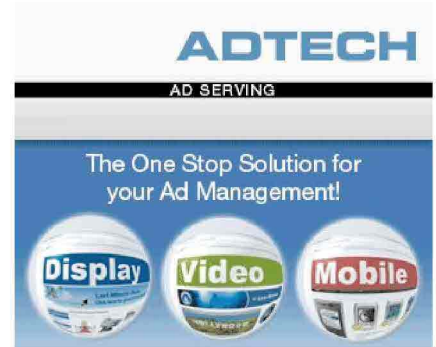 ADTECH
AD SERVING
The One Stop Solution for
your Ad Management!
Display
Video
Mobile